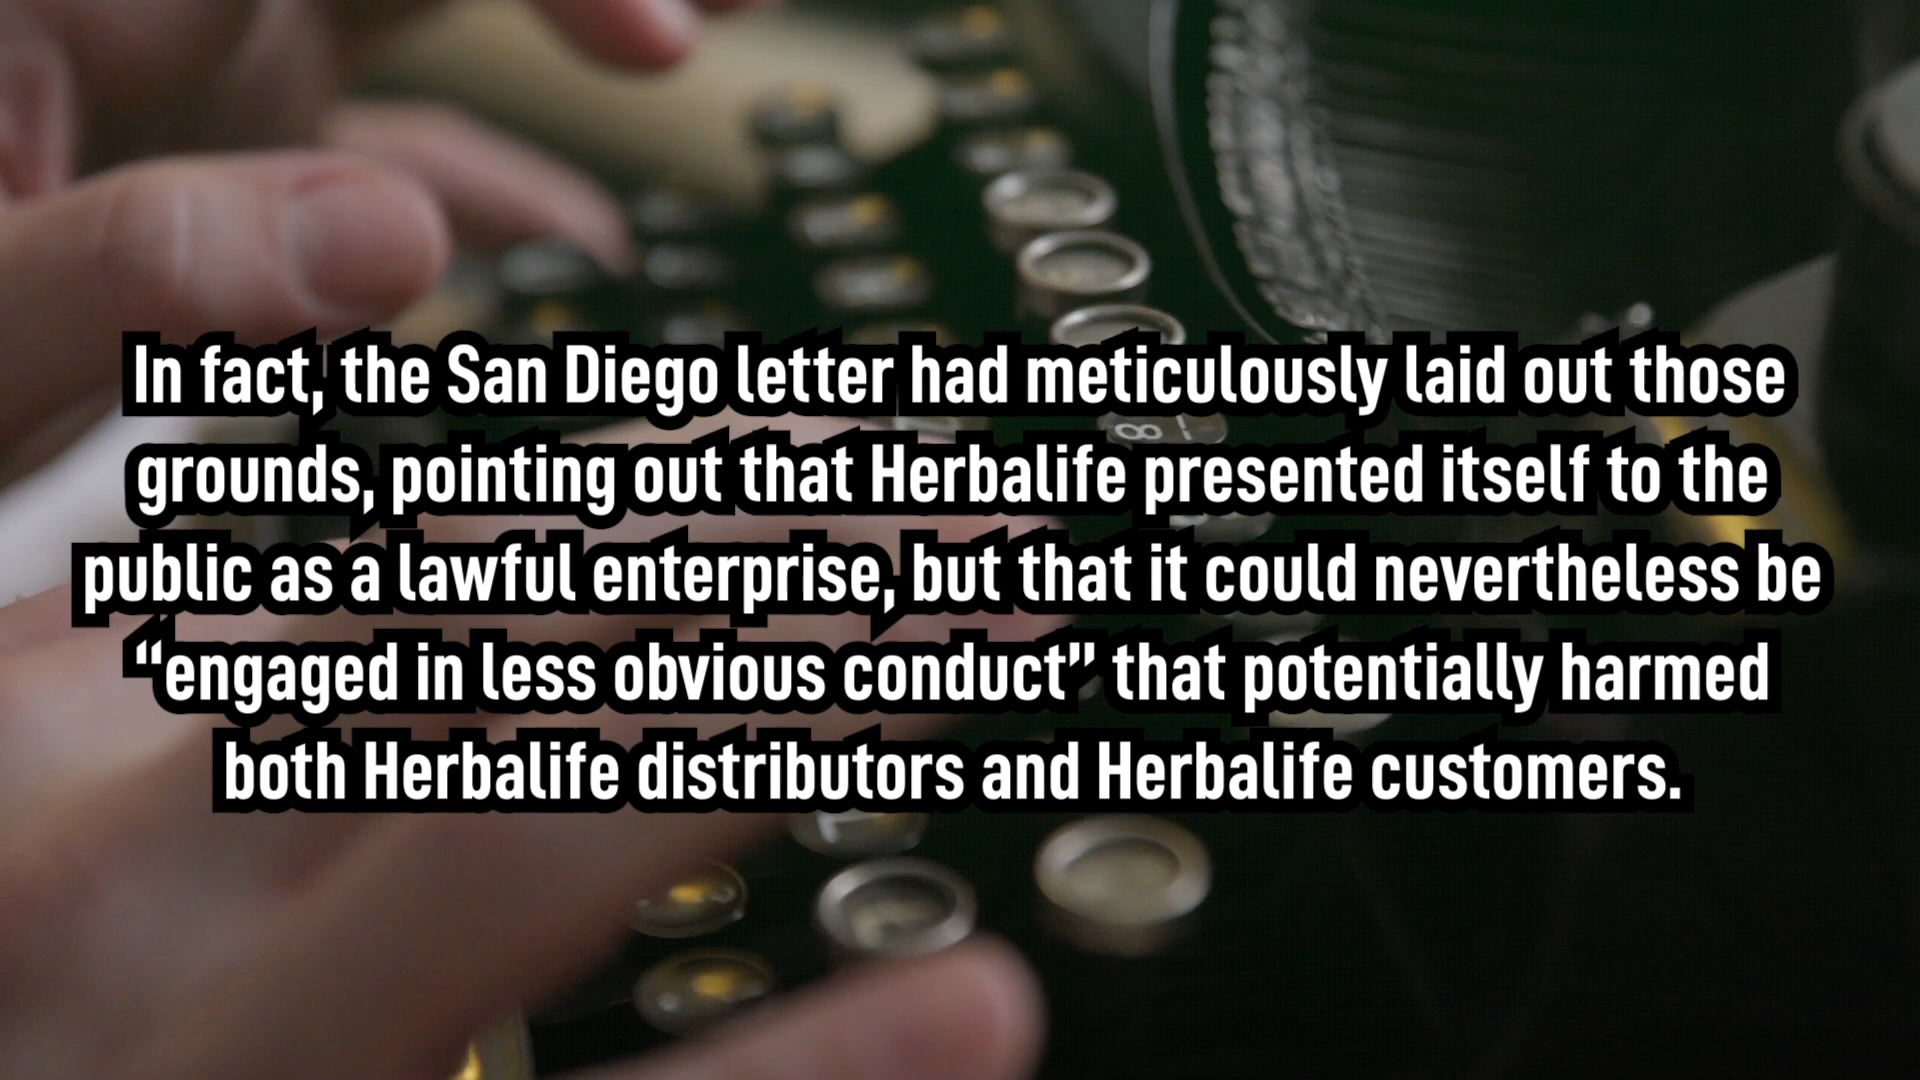 In fact, the San Diego letter had meticulously laid out those
grounds, pointing out that Herbalife presented itself to the
public as a lawful enterprise, but that it could nevertheless be
“engaged in less obvious conduct” that potentially harmed
both Herbalife distributors and Herbalife customers.
8